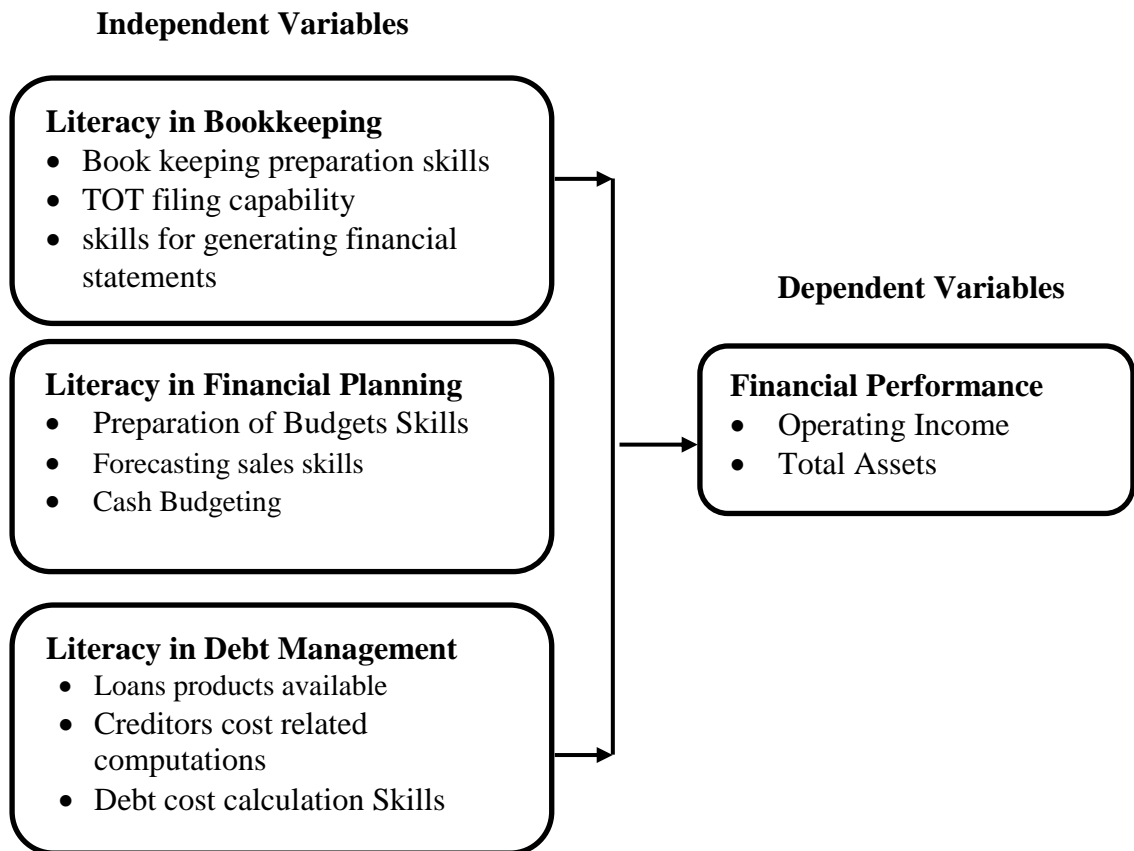 Independent Variables
Literacy in Bookkeeping
• Book keeping preparation skills
• TOT filing capability
• skills for generating financial
statements
Literacy in Financial Planning
• Preparation of Budgets Skills
• Forecasting sales skills
• Cash Budgeting
Literacy in Debt Management
• Loans products available
• Creditors cost related
computations
• Debt cost calculation Skills
Dependent Variables
Financial Performance
• Operating Income
• Total Assets